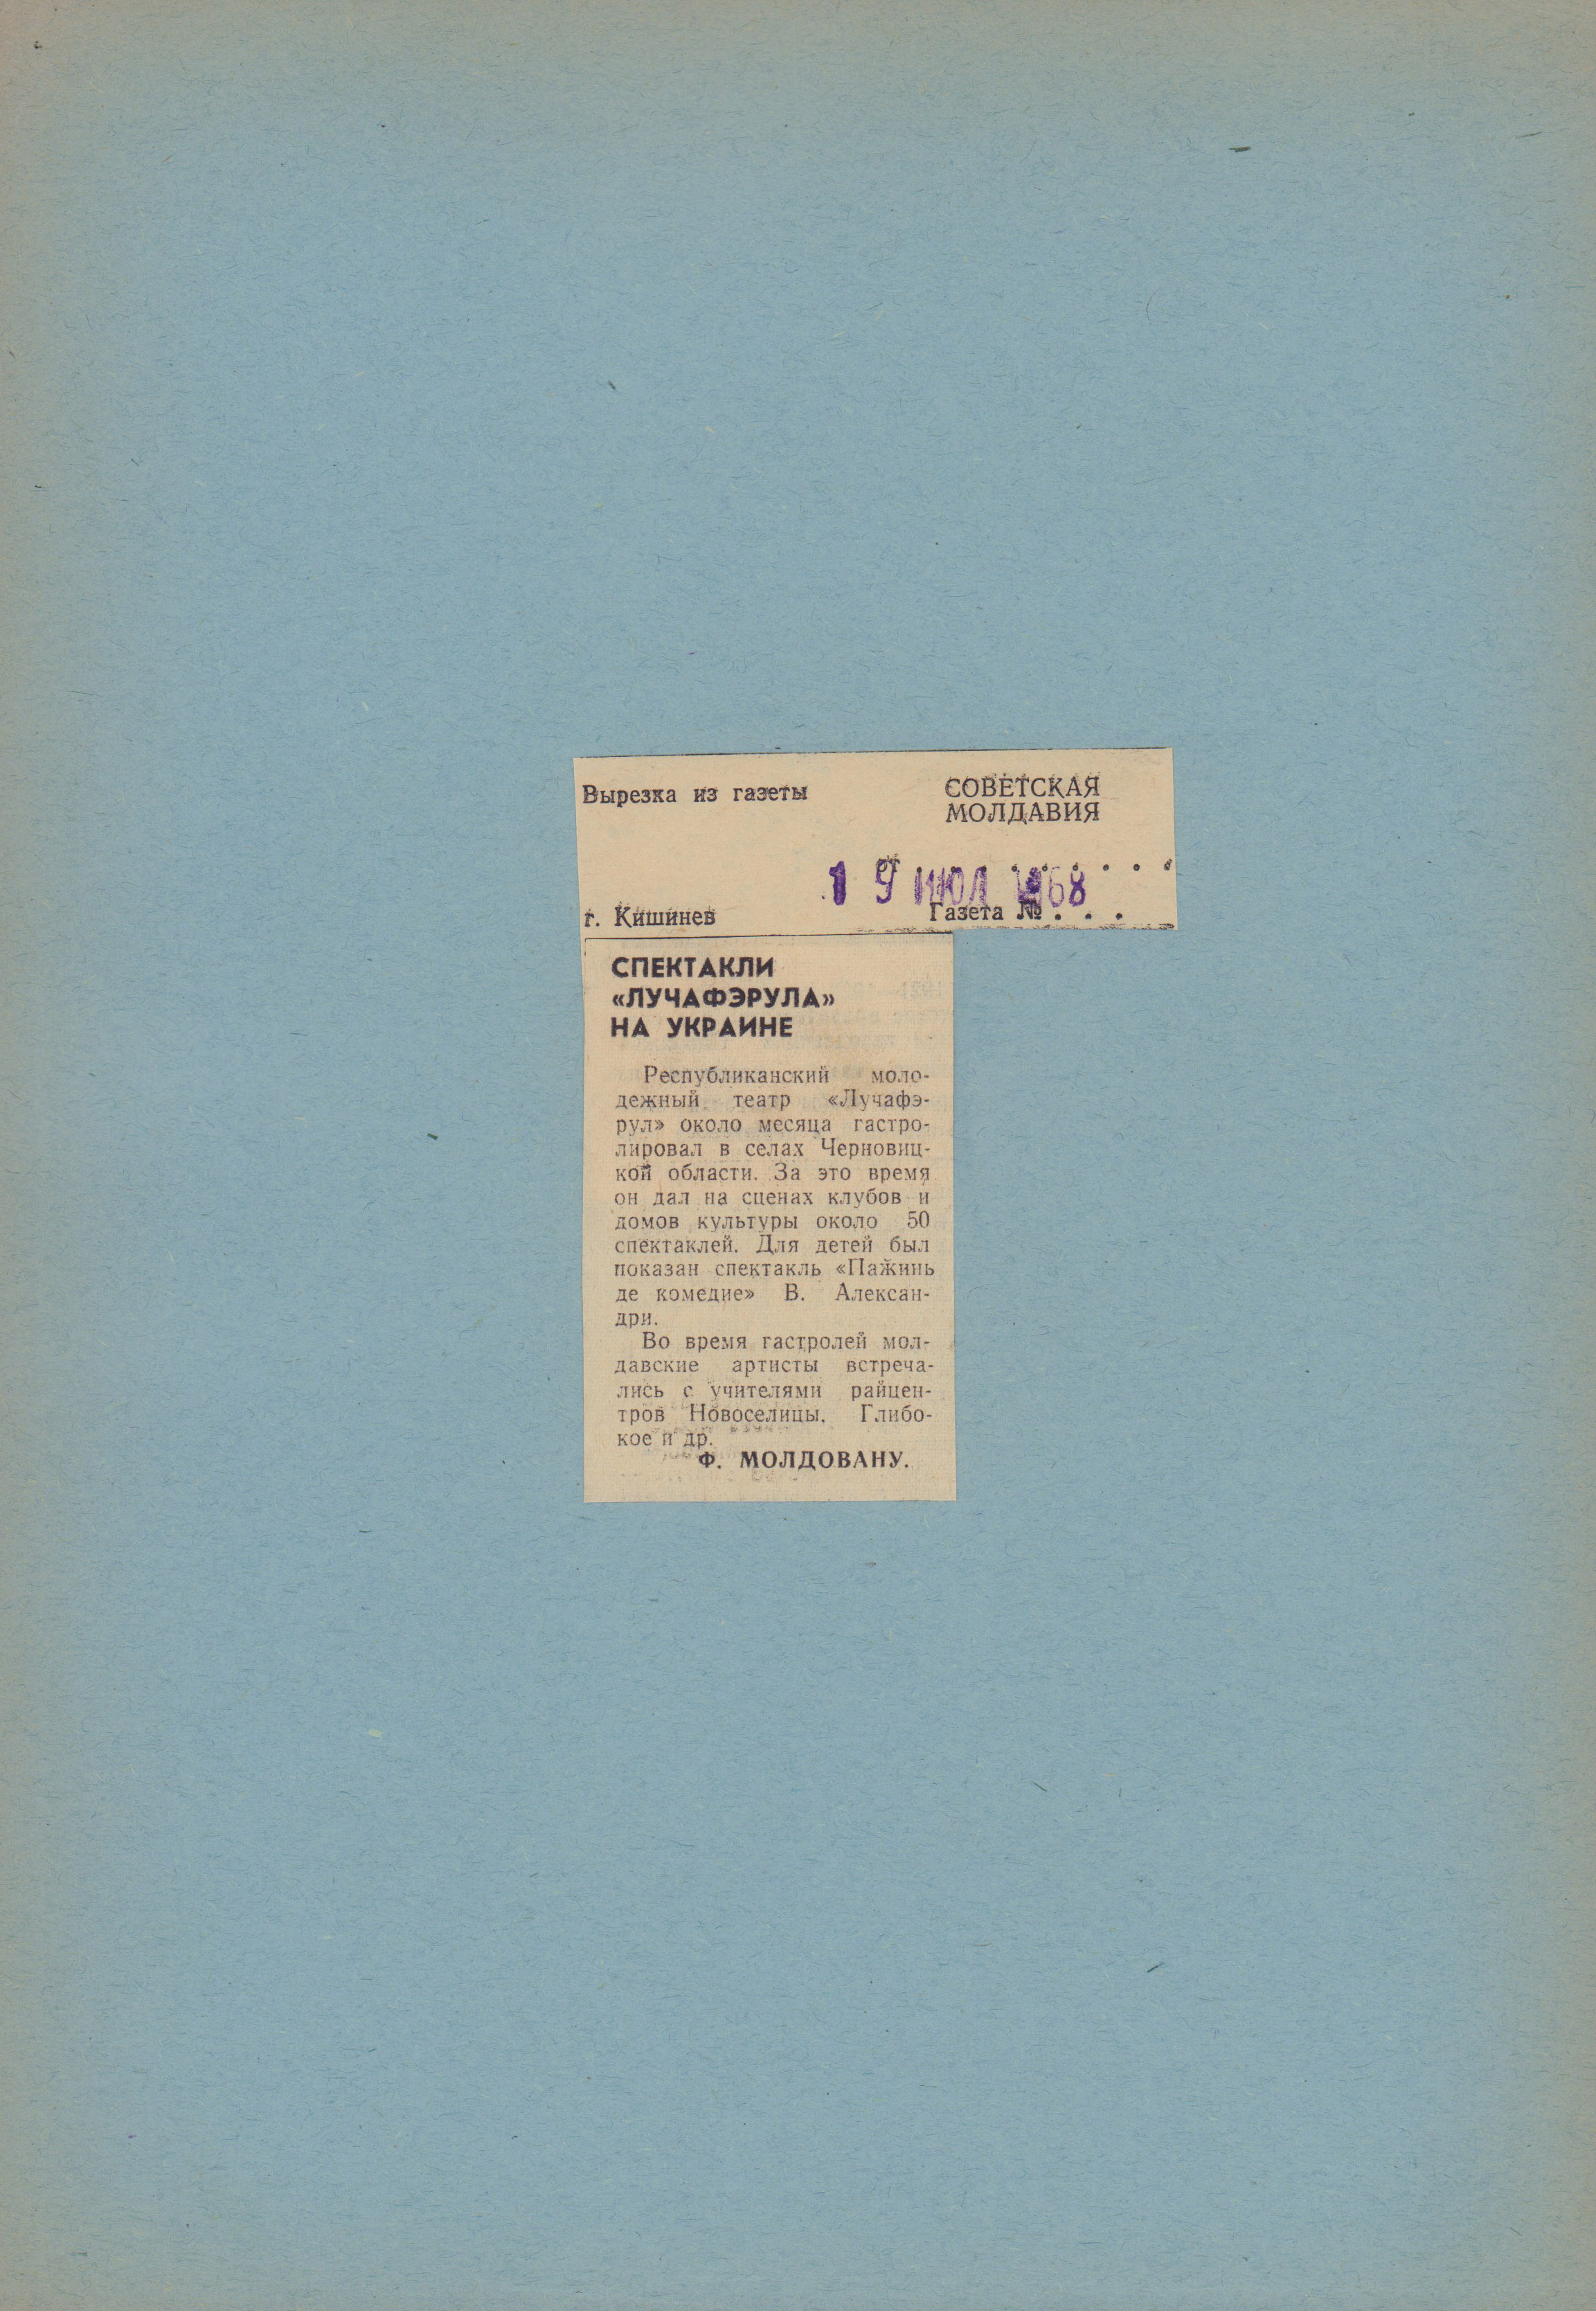 Вырезка из газеты
СОВЕТСКАЯ
МОЛДАВИЯ
от . . . . . .
19 ИЮЛ 1968
г. Кишинев
Газета № . . .
СПЕКТАКЛИ
«ЛУЧАФЭРУЛА»
НА УКРАИНЕ
Республиканский моло-
дежный театр «Лучафэ-
рул» около месяца гастро-
лировал в селах Черновиц-
кой области. За это время
он дал на сценах клубов и
домов культуры около 50
спектаклей. Для детей был
показан спектакль «Пажинь
де комедие» В. Алексан-
дри.
Во время гастролей мол-
давские артисты встреча-
лись с учителями райцен-
тров Новоселицы, Глибо-
кое и др.
Ф. МОЛДОВАНУ.